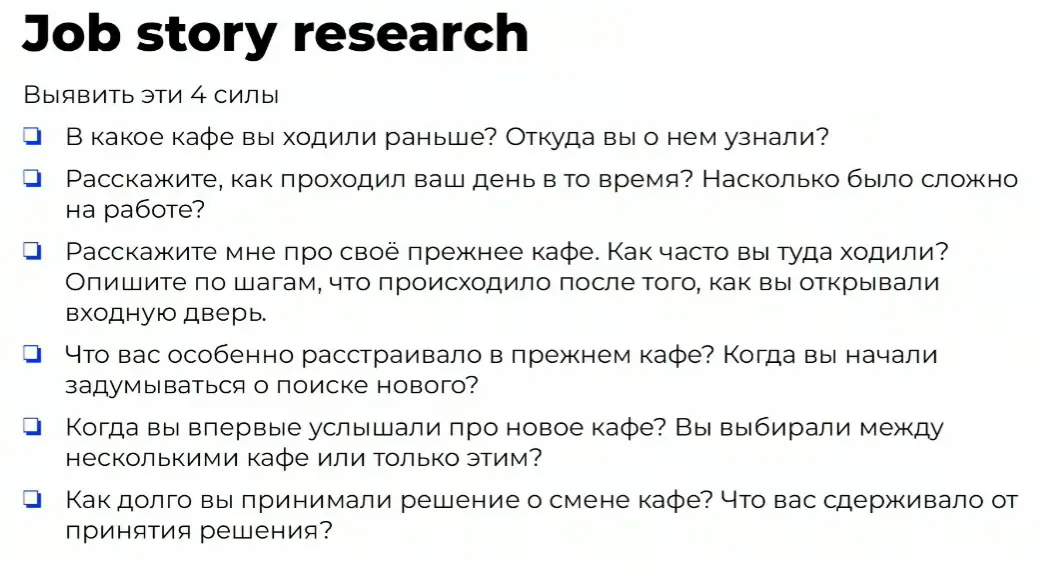 Job story research
Выявить эти 4 силы
В какое кафе вы ходили раньше? Откуда вы о нем узнали?
Расскажите, как проходил ваш день в то время? Насколько было сложно
на работе?
Расскажите мне про своё прежнее кафе. Как часто вы туда ходили?
Опишите по шагам, что происходило после того, как вы открывали
входную дверь.
Что вас особенно расстраивало в прежнем кафе? Когда вы начали
задумываться о поиске нового?
Когда вы впервые услышали про новое кафе? Вы выбирали между
несколькими кафе или только этим?
Как долго вы принимали решение о смене кафе? Что вас сдерживало от
принятия решения?